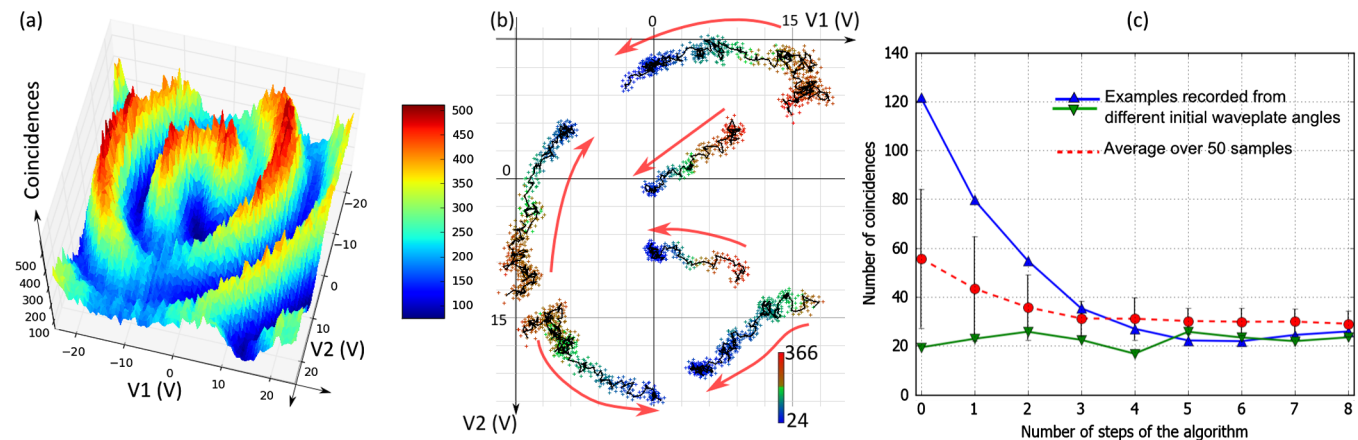 (a)
Coincidences
500
400
300
200
100
−20
−10
0
10
20
V1 (V)
−20
−10
0
10
20
V2 (V)
500
450
400
350
300
250
200
150
100
(b)
0
15
V1 (V)
0
15
V2 (V)
366
24
(c)
Number of coincidences
140
120
100
80
60
40
20
0
Examples recorded from
different initial waveplate angles
Average over 50 samples
0 1 2 3 4 5 6 7 8
Number of steps of the algorithm